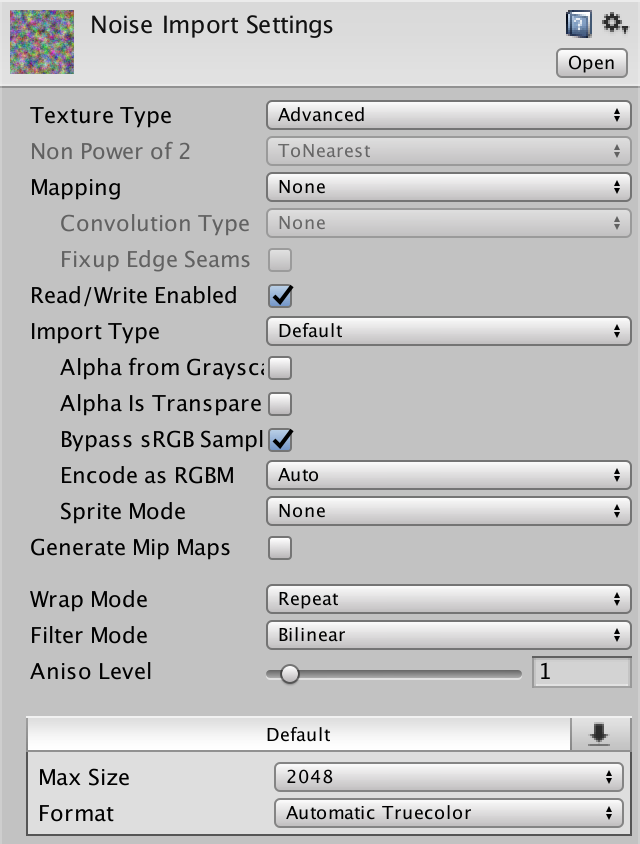 Noise Import Settings
Open
Texture Type Advanced
Non Power of 2 ToNearest
Mapping None
Convolution Type None
Fixup Edge Seams
Read/Write Enabled
Import Type Default
Alpha from Graysca
Alpha Is Transpare
Bypass sRGB Sampl
Encode as RGBM Auto
Sprite Mode None
Generate Mip Maps
Wrap Mode Repeat
Filter Mode Bilinear
Aniso Level 1
Default
Max Size 2048
Format Automatic Truecolor